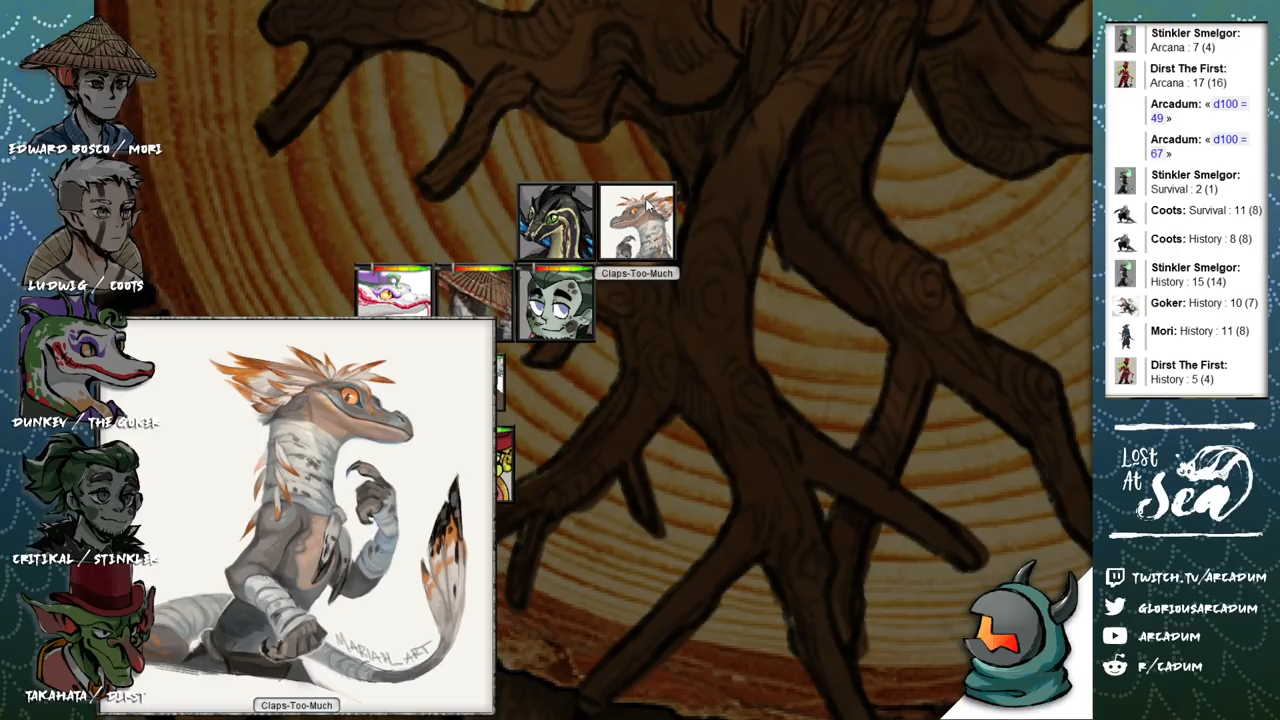 EDWARD BOSCO / MORI
LUDWIG / COOTS
DUNKEY / THE GOKER
CRITIKAL / STINKLER
TAKAHATA / DIRST
Claps-Too-Much
MARIAH_ART
Claps-Too-Much
Stinkler Smelgor:
Arcana : 7 (4)
Dirst The First:
Arcana : 17 (16)
Arcadum: « d100 =
49 »
Arcadum: « d100 =
67 »
Stinkler Smelgor:
Survival : 2 (1)
Coots: Survival : 11 (8)
Coots: History : 8 (8)
Stinkler Smelgor:
History : 15 (14)
Goker: History : 10 (7)
Mori: History : 11 (8)
Dirst The First:
History : 5 (4)
LOST
AT
Sea
TWITCH.TV/ARCADUM
GLORIOUSARCADUM
ARCADUM
R/CADUM